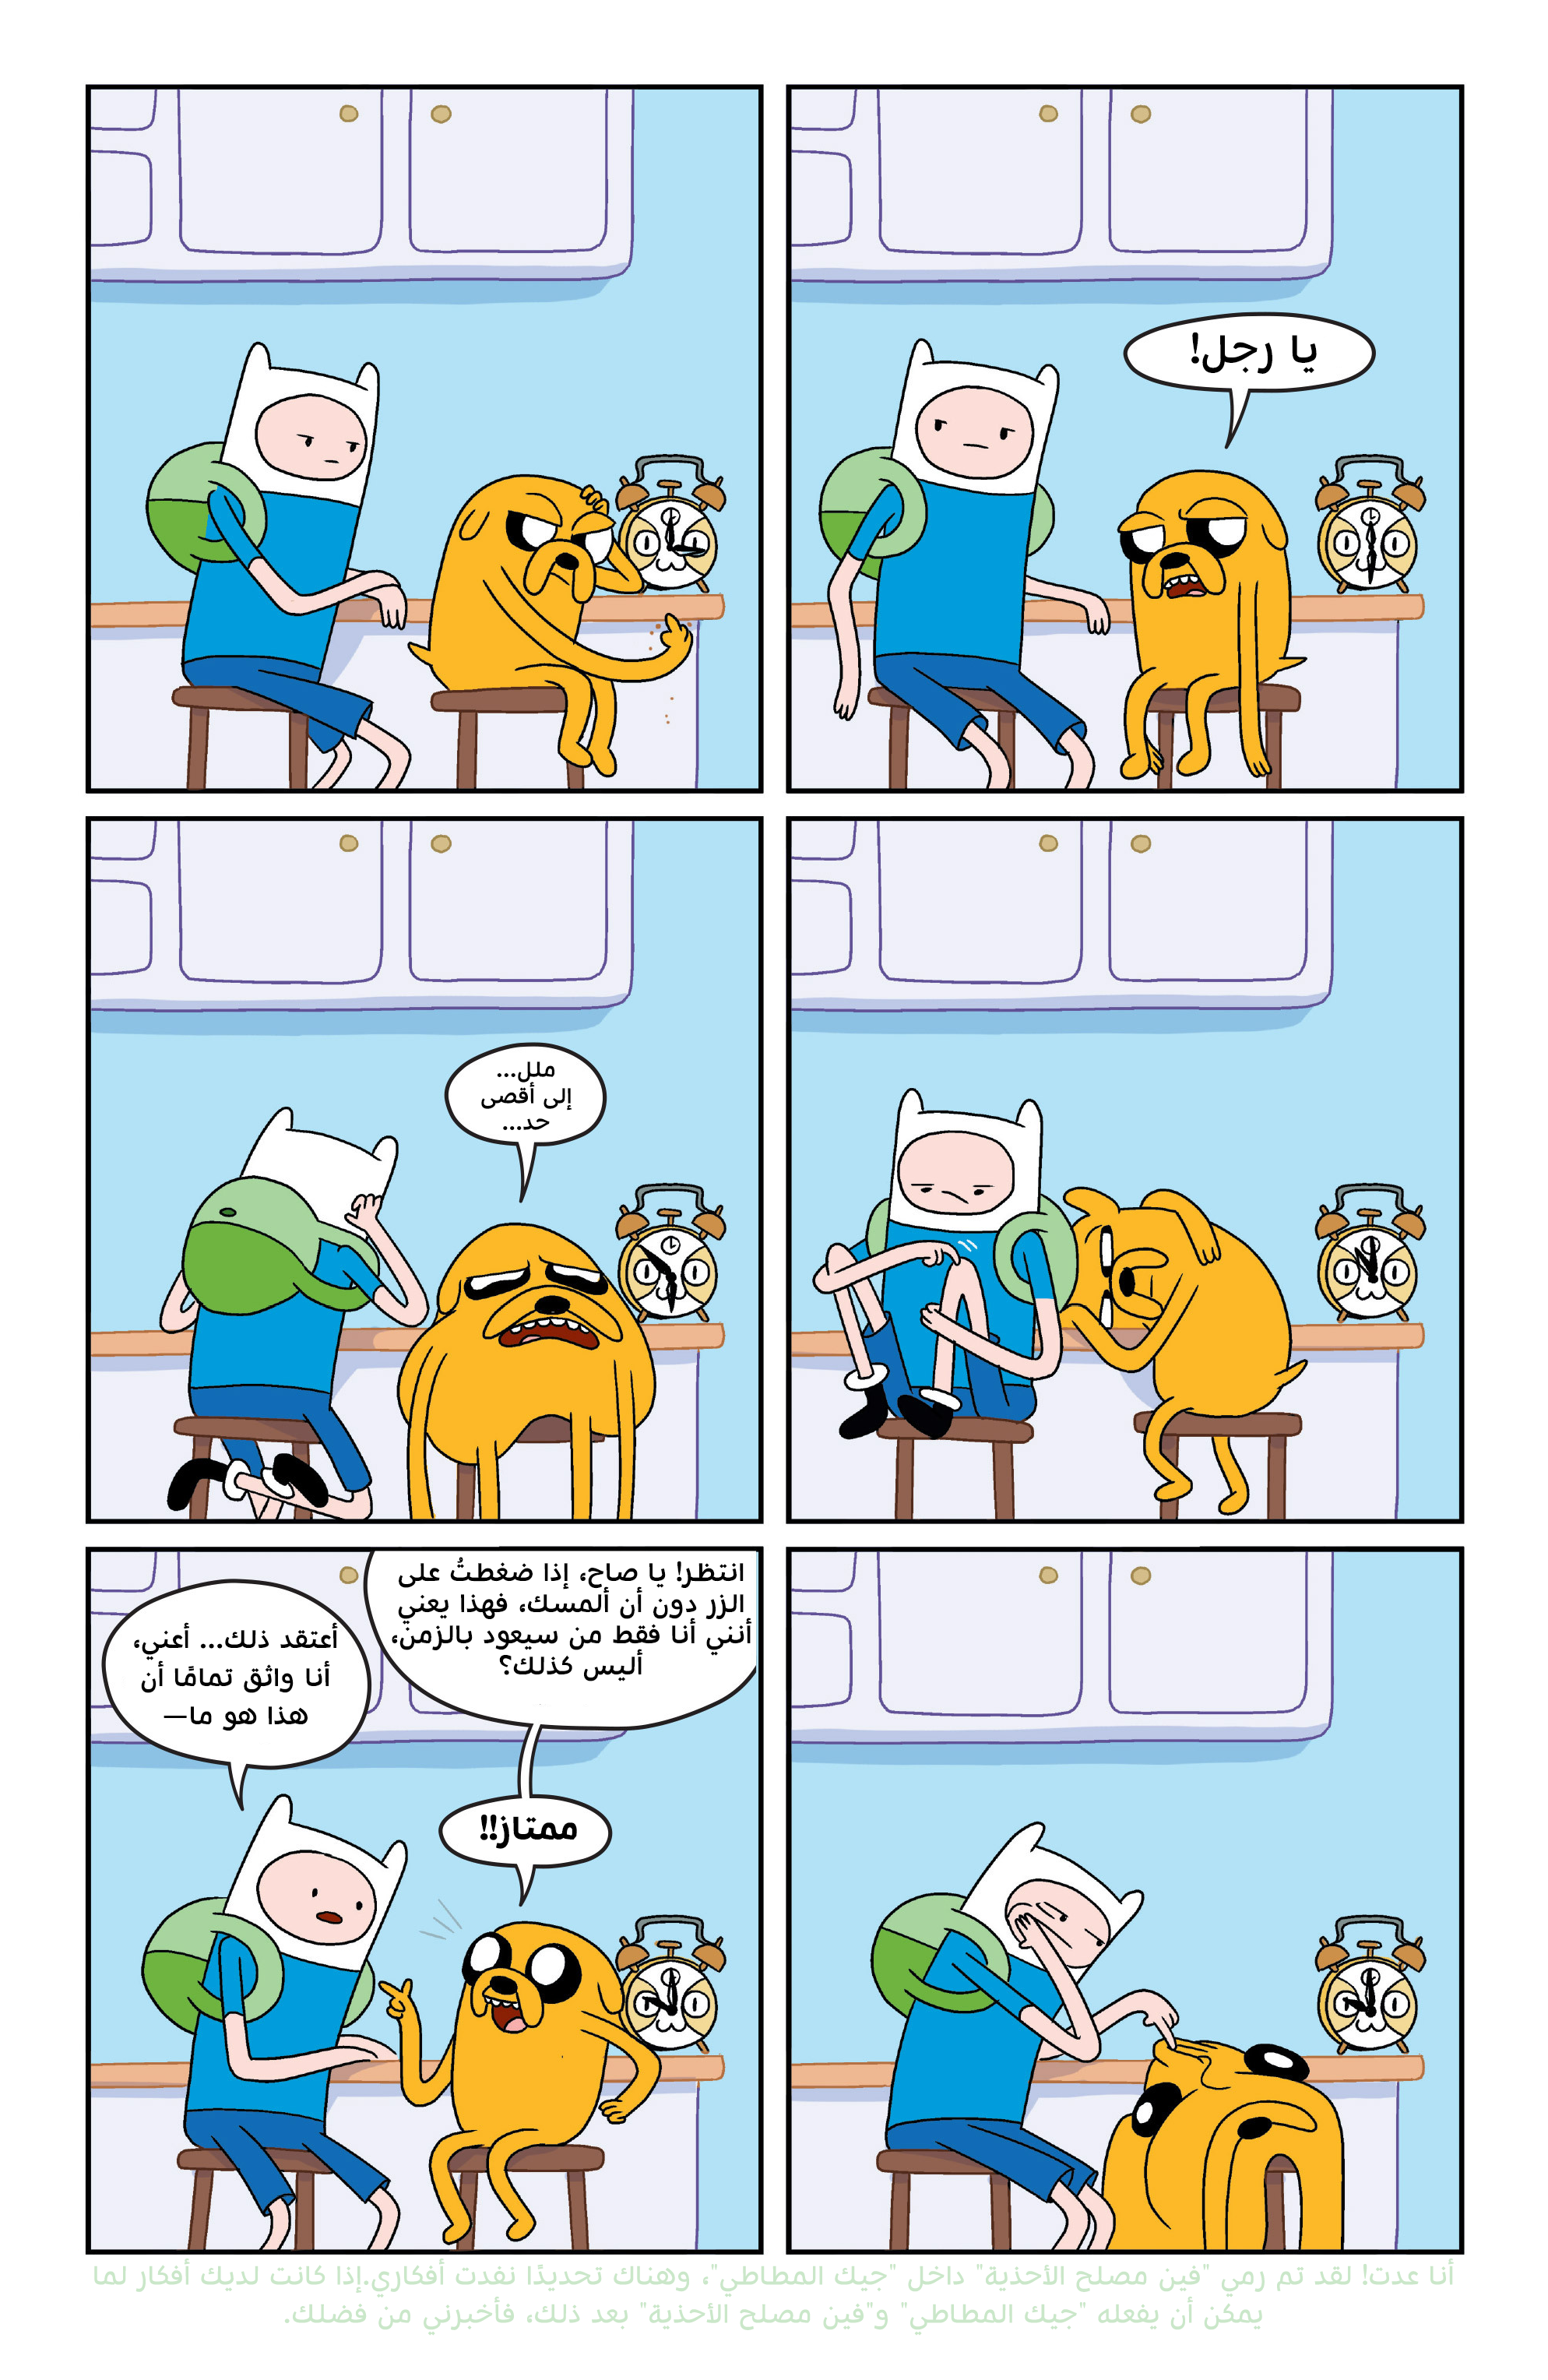 يا رجل!
ملل...
إلى أقصى
حد...
انتظر! يا صاح، إذا ضغطتُ على
الزر دون أن ألمسك، فهذا يعني
أنني أنا فقط من سيعود بالزمن،
أليس كذلك؟
أعتقد ذلك... أعني،
أنا واثق تمامًا أن
هذا هو ما—
ممتاز!!
أنا عدت! لقد تم رمي "فين مصلح الأحذية" داخل "جيك المطاطي"، وهناك تحديدًا نفدت أفكاري.إذا كانت لديك أفكار لما
يمكن أن يفعله "جيك المطاطي" و"فين مصلح الأحذية" بعد ذلك، فأخبرني من فضلك.